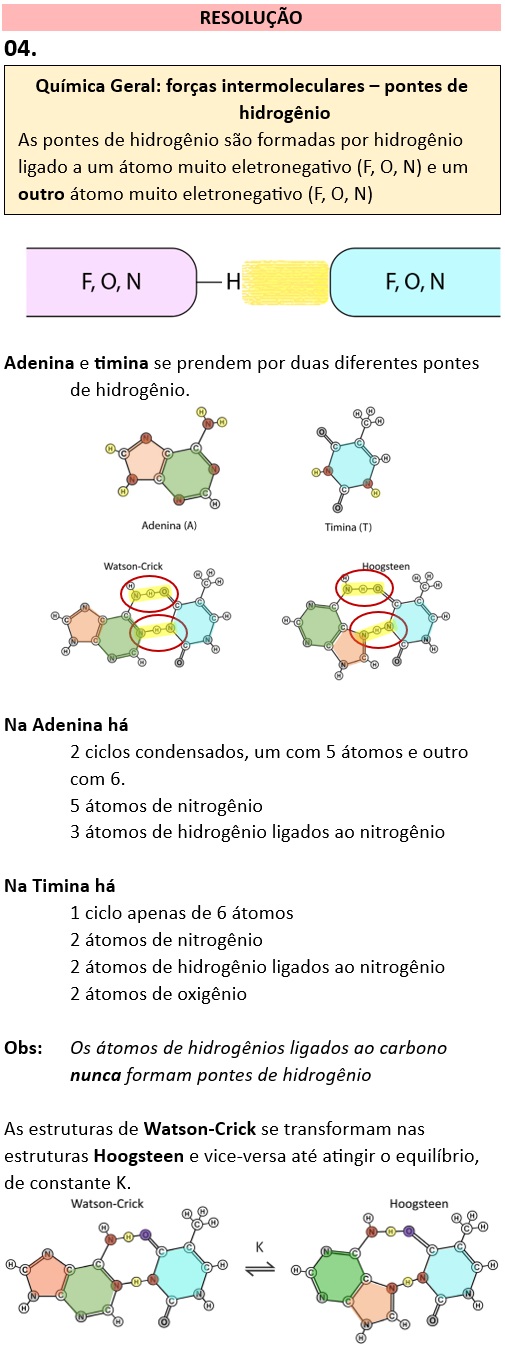 RESOLUÇÃO
04.
Química Geral: forças intermoleculares – pontes de
hidrogênio
As pontes de hidrogênio são formadas por hidrogênio
ligado a um átomo muito eletronegativo (F, O, N) e um
outro átomo muito eletronegativo (F, O, N)
F, O, N H F, O, N
Adenina e timina se prendem por duas diferentes pontes
de hidrogênio.
Adenina (A) Timina (T)
Watson-Crick Hoogsteen
Na Adenina há
2 ciclos condensados, um com 5 átomos e outro
com 6.
5 átomos de nitrogênio
3 átomos de hidrogênio ligados ao nitrogênio
Na Timina há
1 ciclo apenas de 6 átomos
2 átomos de nitrogênio
2 átomos de hidrogênio ligados ao nitrogênio
2 átomos de oxigênio
Obs: Os átomos de hidrogênios ligados ao carbono
nunca formam pontes de hidrogênio
As estruturas de Watson-Crick se transformam nas
estruturas Hoogsteen e vice-versa até atingir o equilíbrio,
de constante K.
Watson-Crick Hoogsteen
K